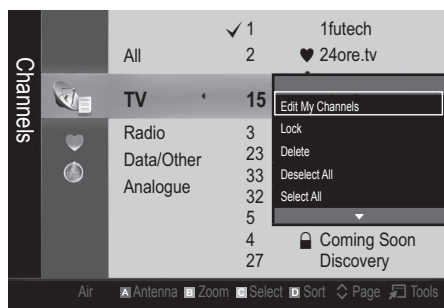 Channels
1 1futech
All 2 24ore.tv
TV 15
Radio 3
Data/Other 23
Analogue 33
32
5
4 Coming Soon
27 Discovery
Edit My Channels
Lock
Delete
Deselect All
Select All
Air A Antenna B Zoom C Select D Sort Page Tools